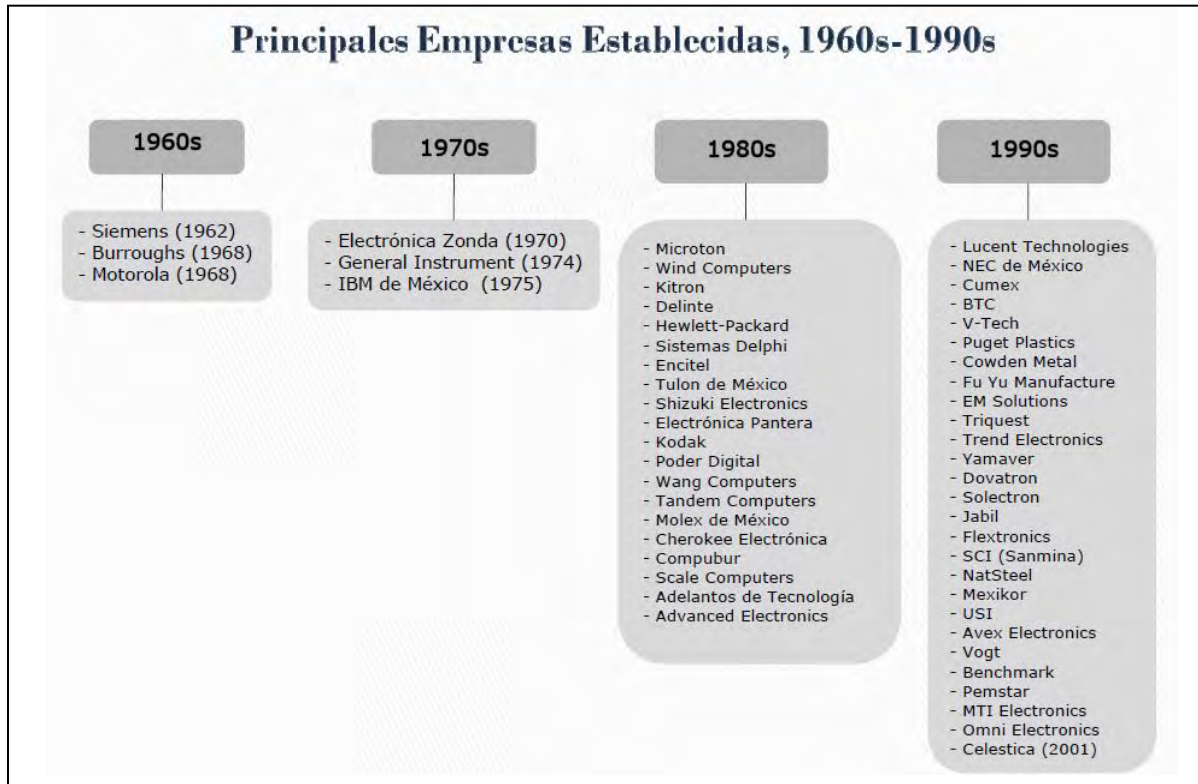 Principales Empresas Establecidas, 1960s-1990s
1960s
- Siemens (1962)
- Burroughs (1968)
- Motorola (1968)
1970s
- Electrónica Zonda (1970)
- General Instrument (1974)
- IBM de México (1975)
1980s
- Microton
- Wind Computers
- Kitron
- Delinte
- Hewlett-Packard
- Sistemas Delphi
- Encitel
- Tulon de México
- Shizuki Electronics
- Electrónica Pantera
- Kodak
- Poder Digital
- Wang Computers
- Tandem Computers
- Molex de México
- Cherokee Electrónica
- Compubur
- Scale Computers
- Adelantos de Tecnología
- Advanced Electronics
1990s
- Lucent Technologies
- NEC de México
- Cumex
- BTC
- V-Tech
- Puget Plastics
- Cowden Metal
- Fu Yu Manufacture
- EM Solutions
- Triquest
- Trend Electronics
- Yamaver
- Dovatron
- Solectron
- Jabil
- Flextronics
- SCI (Sanmina)
- NatSteel
- Mexikor
- USI
- Avex Electronics
- Vogt
- Benchmark
- Pemstar
- MTI Electronics
- Omni Electronics
- Celestica (2001)